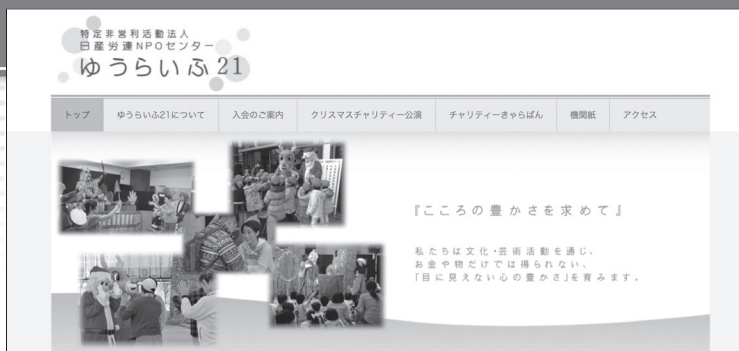 特定非営利活動法人
日産労連NPOセンター
ゆうらいふ21
トップ ゆうらいふ21について 入会のご案内 クリスマスチャリティー公演 チャリティーきゃらばん 機関紙 アクセス
『こころの豊かさを求めて』
私たちは文化・芸術活動を通じ、
お金や物だけでは得られない、
「目に見えない心の豊かさ」を育みます。